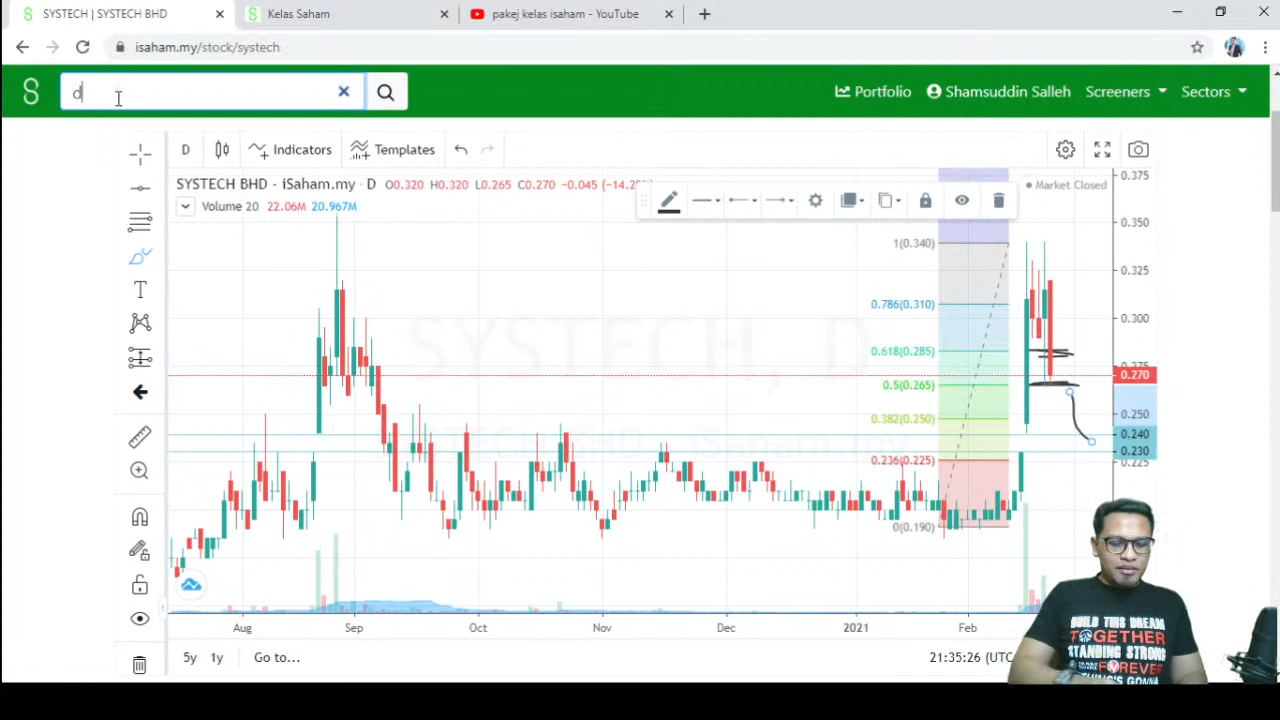 SYSTECH | SYSTECH BHD
Kelas Saham
pakej kelas isaham - YouTube
isaham.my/stock/systech
d
Portfolio
Shamsuddin Salleh
Screeners
Sectors
D
Indicators
Templates
SYSTECH BHD - iSaham.my · D O0.320 H0.320 L0.265 C0.270 -0.045
Market Closed
Volume 20 22.06M 20.967M
0.375
0.350
0.325
0.300
0.275
0.270
0.250
0.240
0.230
0.225
1(0.340)
0.786(0.310)
0.618(0.285)
0.5(0.265)
0.382(0.250)
0.236(0.225)
0(0.190)
SYSTECH, D
Aug
Sep
Oct
Nov
Dec
2021
Feb
5y
1y
Go to...
21:35:26 (UTC
BUILD THIS DREAM
TOGETHER
STANDING STRONG
FOREVER